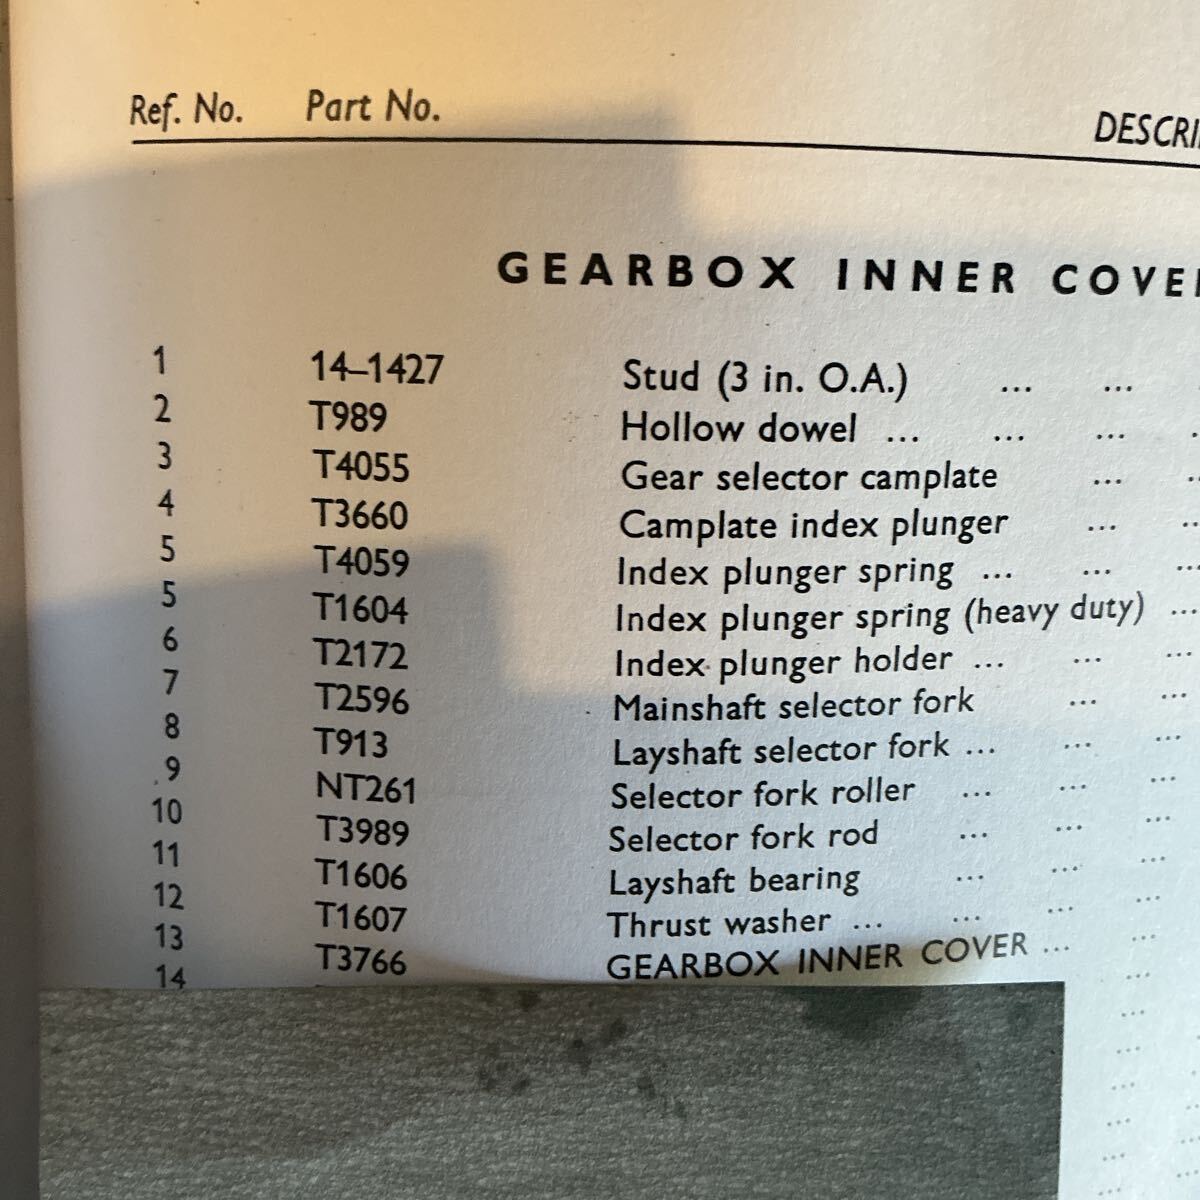 Ref. No. Part No. DESCRI
GEARBOX INNER COVER
1 14–1427 Stud (3 in. O.A.) ... ...
2 T989 Hollow dowel ... ... ...
3 T4055 Gear selector camplate ... ...
4 T3660 Camplate index plunger ... ...
5 T4059 Index plunger spring ... ... ...
5 T1604 Index plunger spring (heavy duty) ...
6 T2172 Index plunger holder ... ... ...
7 T2596 Mainshaft selector fork ... ...
8 T913 Layshaft selector fork ... ... ...
9 NT261 Selector fork roller ... ... ...
10 T3989 Selector fork rod ... ... ...
11 T1606 Layshaft bearing ... ... ...
12 T1607 Thrust washer ... ... ... ...
13 T3766 GEARBOX INNER COVER ... ...
14